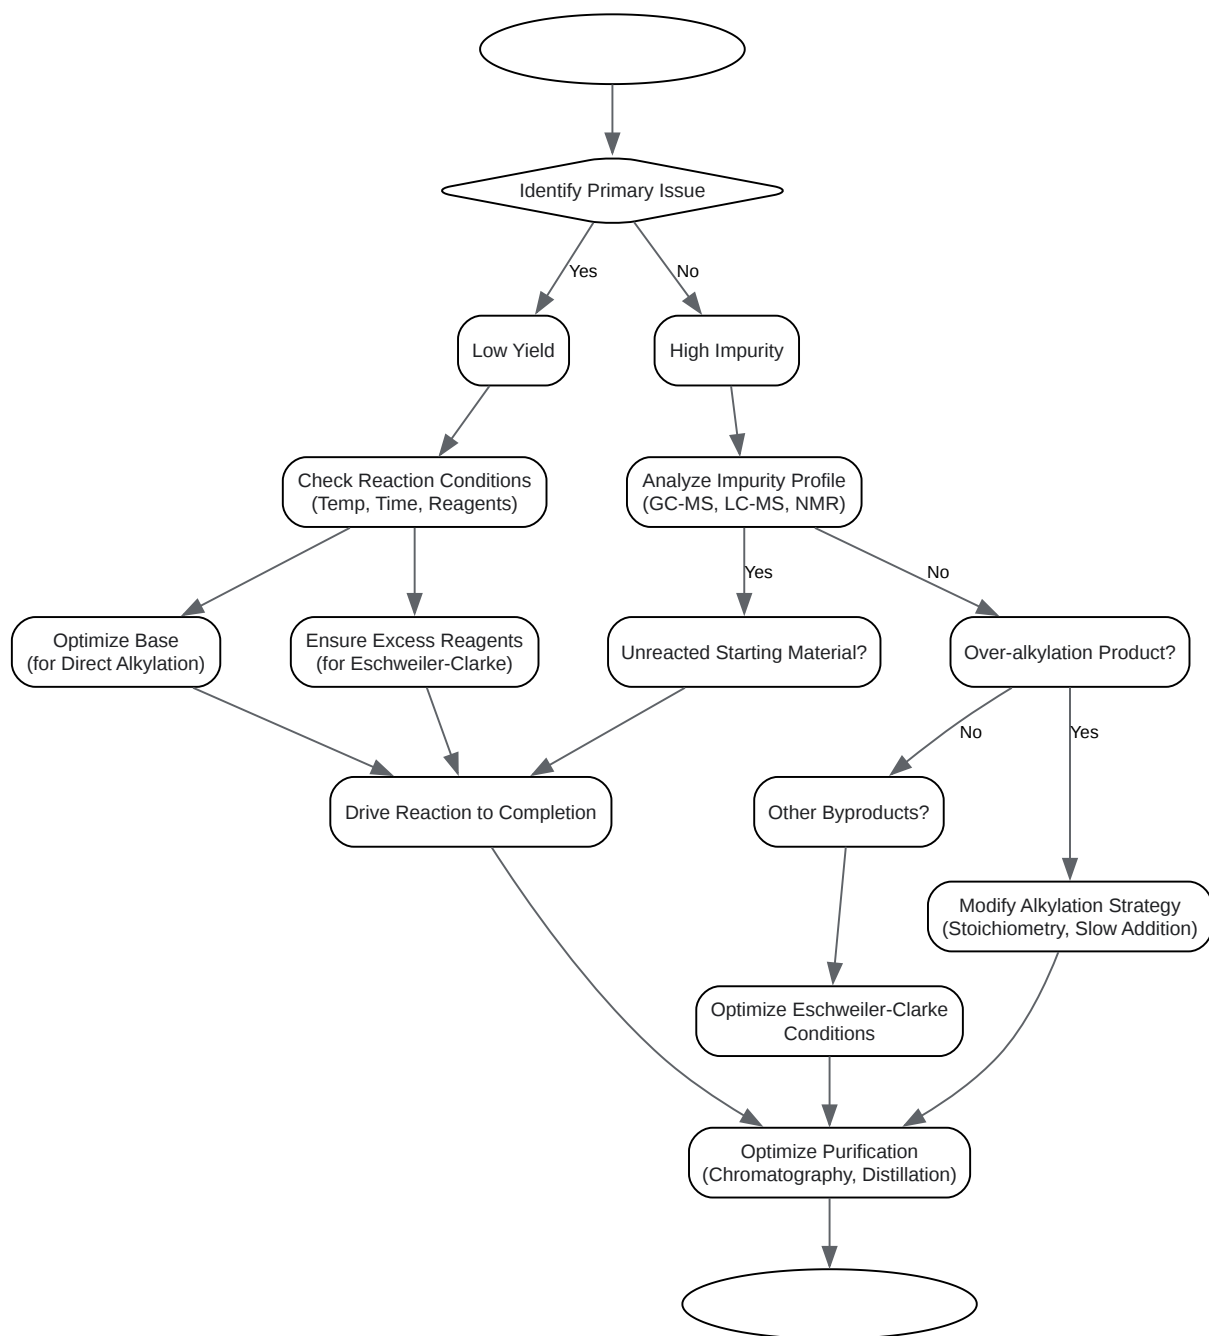 Identify Primary Issue
Yes
No
Low Yield
High Impurity
Check Reaction Conditions
(Temp, Time, Reagents)
Analyze Impurity Profile
(GC-MS, LC-MS, NMR)
Yes
No
Optimize Base
(for Direct Alkylation)
Ensure Excess Reagents
(for Eschweiler-Clarke)
Unreacted Starting Material?
Over-alkylation Product?
No
Yes
Drive Reaction to Completion
Other Byproducts?
Modify Alkylation Strategy
(Stoichiometry, Slow Addition)
Optimize Eschweiler-Clarke
Conditions
Optimize Purification
(Chromatography, Distillation)